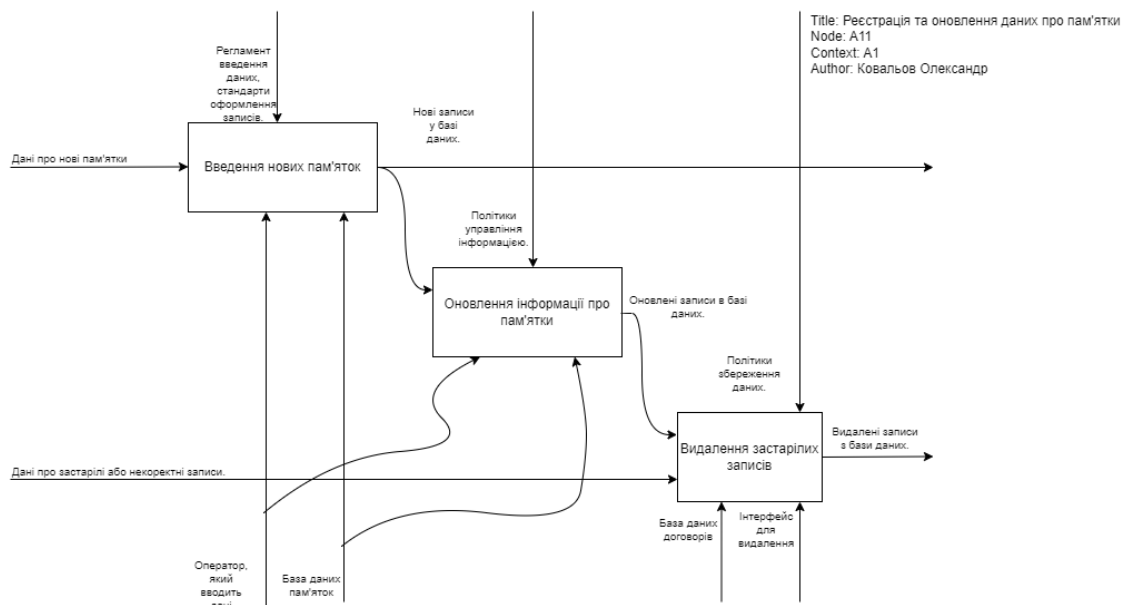 Title: Реєстрація та оновлення даних про пам'ятки
Node: A11
Context: A1
Author: Ковальов Олександр
Регламент
введення
даних,
стандарти
оформлення
записів.
Нові записи
у базі
даних.
Дані про нові пам'ятки
Введення нових пам'яток
Політики
управління
інформацією.
Оновлення інформації про
пам'ятки
Оновлені записи в базі
даних.
Політики
збереження
даних.
Видалення застарілих
записів
Видалені записи
з бази даних.
Дані про застарілі або некоректні записи.
База даних
договорів
Інтерфейс
для
видалення
Оператор,
який
вводить
База даних
пам'яток